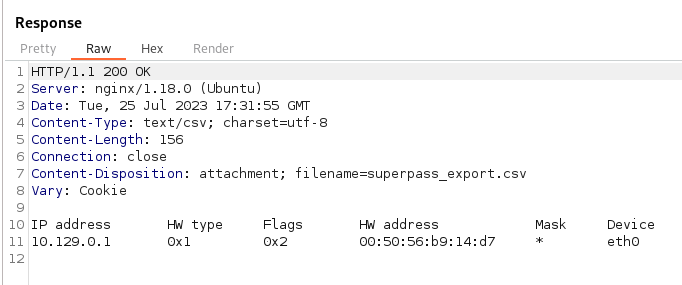 Response
Pretty Raw Hex Render
1 HTTP/1.1 200 OK
2 Server: nginx/1.18.0 (Ubuntu)
3 Date: Tue, 25 Jul 2023 17:31:55 GMT
4 Content-Type: text/csv; charset=utf-8
5 Content-Length: 156
6 Connection: close
7 Content-Disposition: attachment; filename=superpass_export.csv
8 Vary: Cookie
9
10 IP address HW type Flags HW address Mask Device
11 10.129.0.1 0x1 0x2 00:50:56:b9:14:d7 * eth0
12